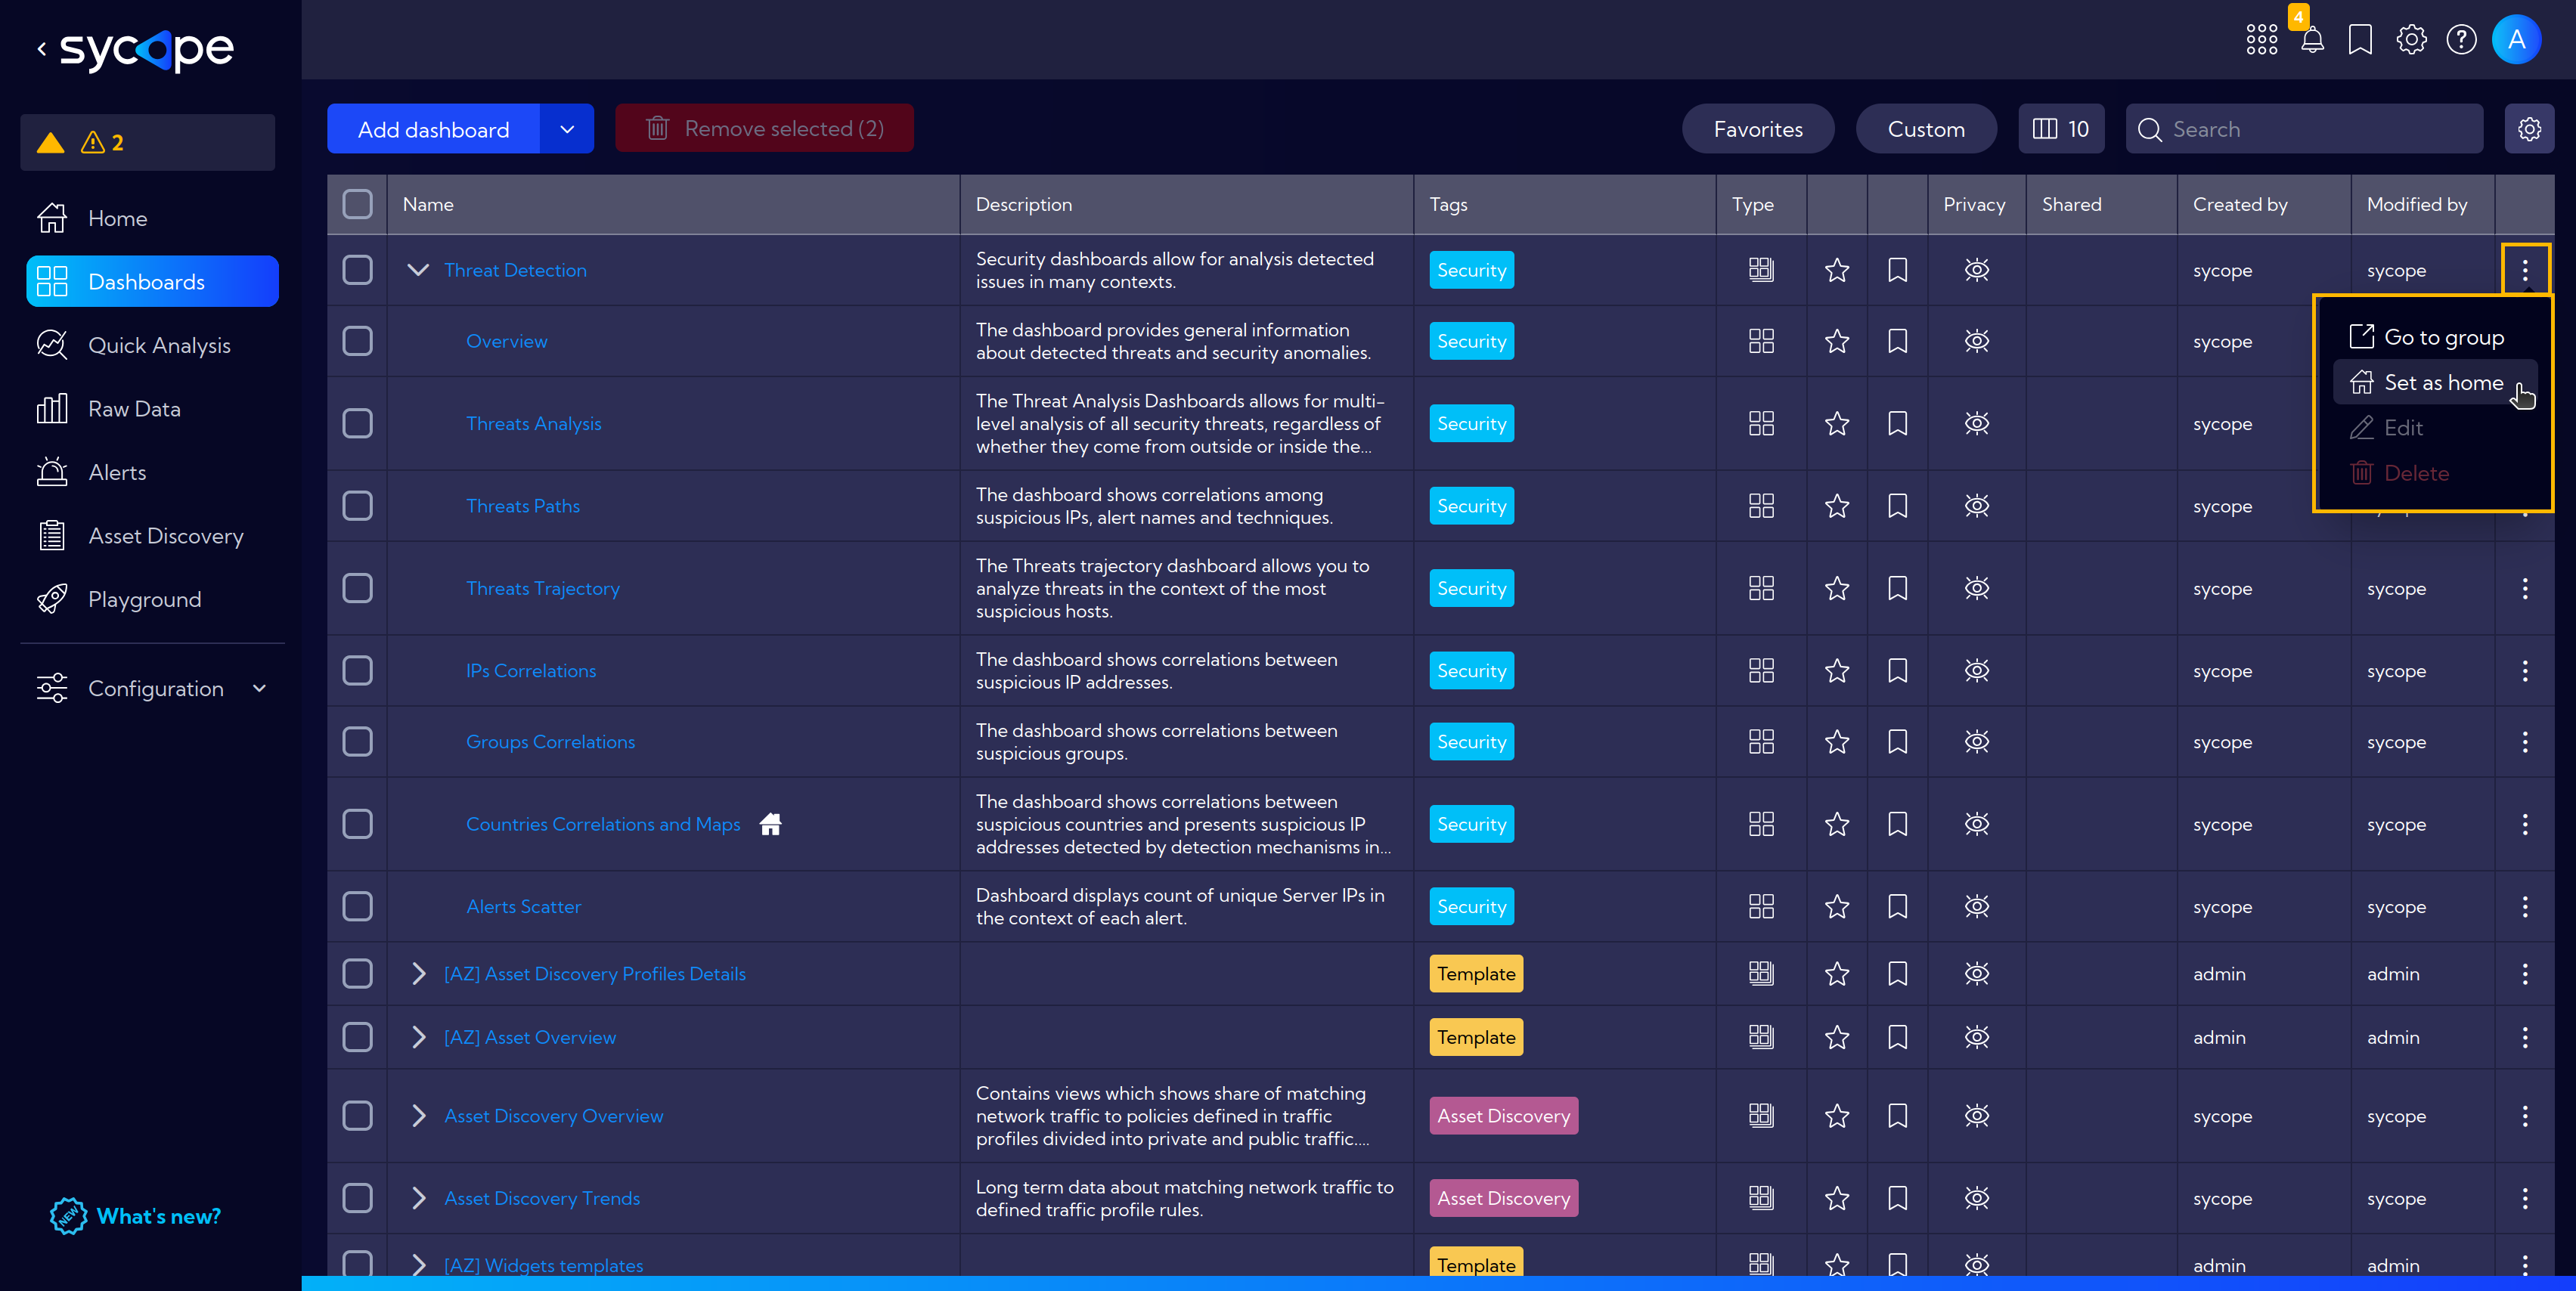 sycope
4
A
2
Home
Dashboards
Quick Analysis
Raw Data
Alerts
Asset Discovery
Playground
Configuration
NEW What's new?
Add dashboard
Remove selected (2)
Favorites
Custom
10
Search
Name Description Tags Type Privacy Shared Created by Modified by
Threat Detection
Security dashboards allow for analysis detected
issues in many contexts.
Security
sycope
sycope
Overview
The dashboard provides general information
about detected threats and security anomalies.
Security
sycope
Threats Analysis
The Threat Analysis Dashboards allows for multi-
level analysis of all security threats, regardless of
whether they come from outside or inside the...
Security
sycope
Threats Paths
The dashboard shows correlations among
suspicious IPs, alert names and techniques.
Security
sycope
Go to group
Set as home
Edit
Delete
Threats Trajectory
The Threats trajectory dashboard allows you to
analyze threats in the context of the most
suspicious hosts.
Security
sycope
sycope
IPs Correlations
The dashboard shows correlations between
suspicious IP addresses.
Security
sycope
sycope
Groups Correlations
The dashboard shows correlations between
suspicious groups.
Security
sycope
sycope
Countries Correlations and Maps
The dashboard shows correlations between
suspicious countries and presents suspicious IP
addresses detected by detection mechanisms in...
Security
sycope
sycope
Alerts Scatter
Dashboard displays count of unique Server IPs in
the context of each alert.
Security
sycope
sycope
[AZ] Asset Discovery Profiles Details
Template
admin
admin
[AZ] Asset Overview
Template
admin
admin
Asset Discovery Overview
Contains views which shows share of matching
network traffic to policies defined in traffic
profiles divided into private and public traffic....
Asset Discovery
sycope
sycope
Asset Discovery Trends
Long term data about matching network traffic to
defined traffic profile rules.
Asset Discovery
sycope
sycope
[AZ] Widgets templates
Template
admin
admin